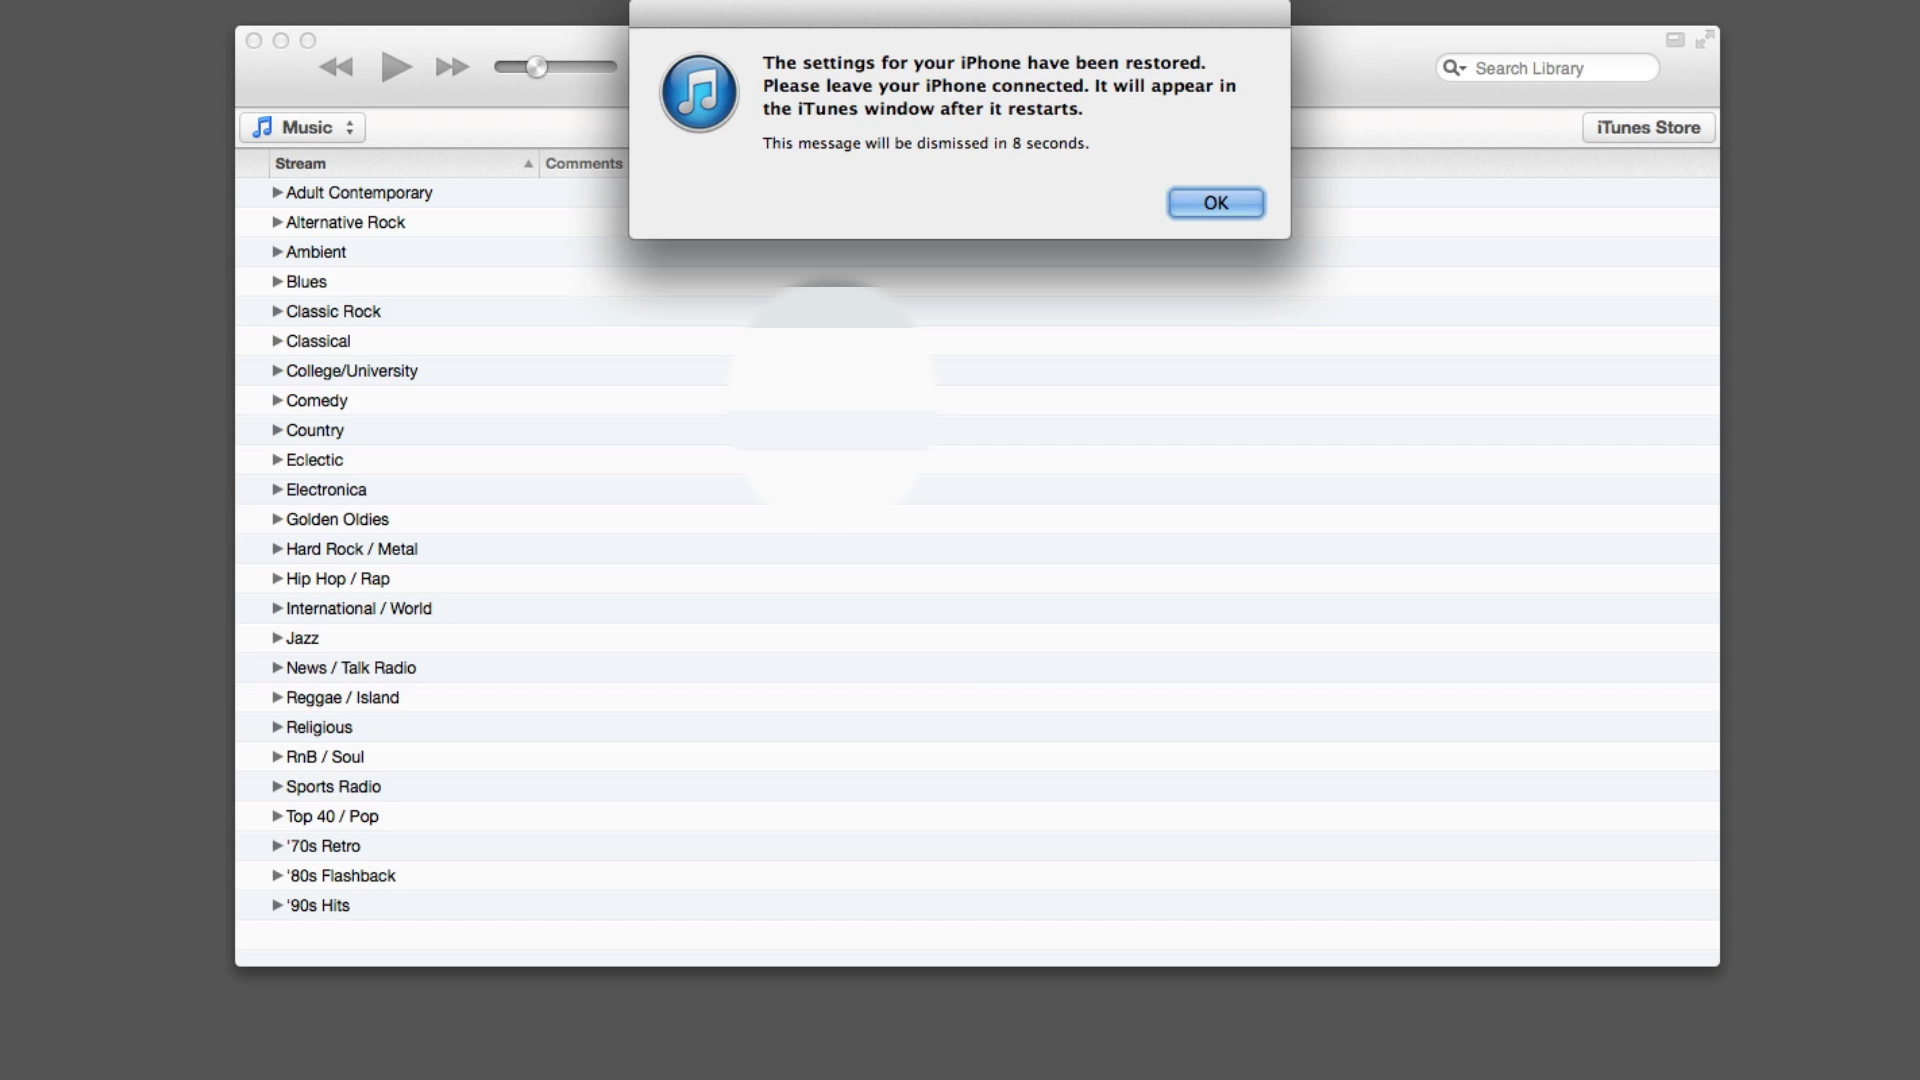 The settings for your iPhone have been restored.
Please leave your iPhone connected. It will appear in
the iTunes window after it restarts.
This message will be dismissed in 8 seconds.
OK
Search Library
Music
iTunes Store
Stream
Comments
Adult Contemporary
Alternative Rock
Ambient
Blues
Classic Rock
Classical
College/University
Comedy
Country
Eclectic
Electronica
Golden Oldies
Hard Rock / Metal
Hip Hop / Rap
International / World
Jazz
News / Talk Radio
Reggae / Island
Religious
RnB / Soul
Sports Radio
Top 40 / Pop
'70s Retro
'80s Flashback
'90s Hits